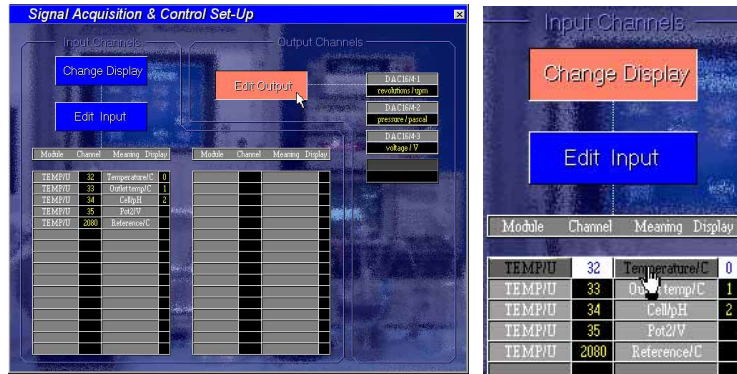 Signal Acquisition & Control Set-Up
Input Channels
Output Channels
Change Display
Edit Input
Edit Output
DAC16/4-1
revolutions / upm
DAC16/4-2
pressure / pascal
DAC16/4-3
voltage / V
Module Channel Meaning Display
Module Channel Meaning Display
TEMP/U 32 Temperature/C 0
TEMP/U 33 Outlet temp/C 1
TEMP/U 34 Cell/pH 2
TEMP/U 35 Pot2/V
TEMP/U 2080 Reference/C
Input Channels
Change Display
Edit Input
Module Channel Meaning Display
TEMP/U 32 Temperature/C 0
TEMP/U 33 Outlet temp/C 1
TEMP/U 34 Cell/pH 2
TEMP/U 35 Pot2/V
TEMP/U 2080 Reference/C